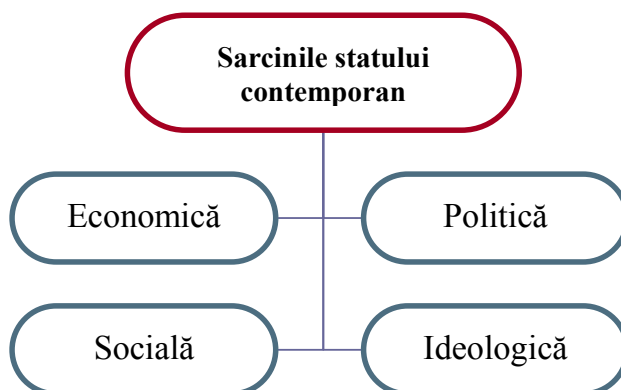 Sarcinile statului
contemporan
Economică
Politică
Socială
Ideologică